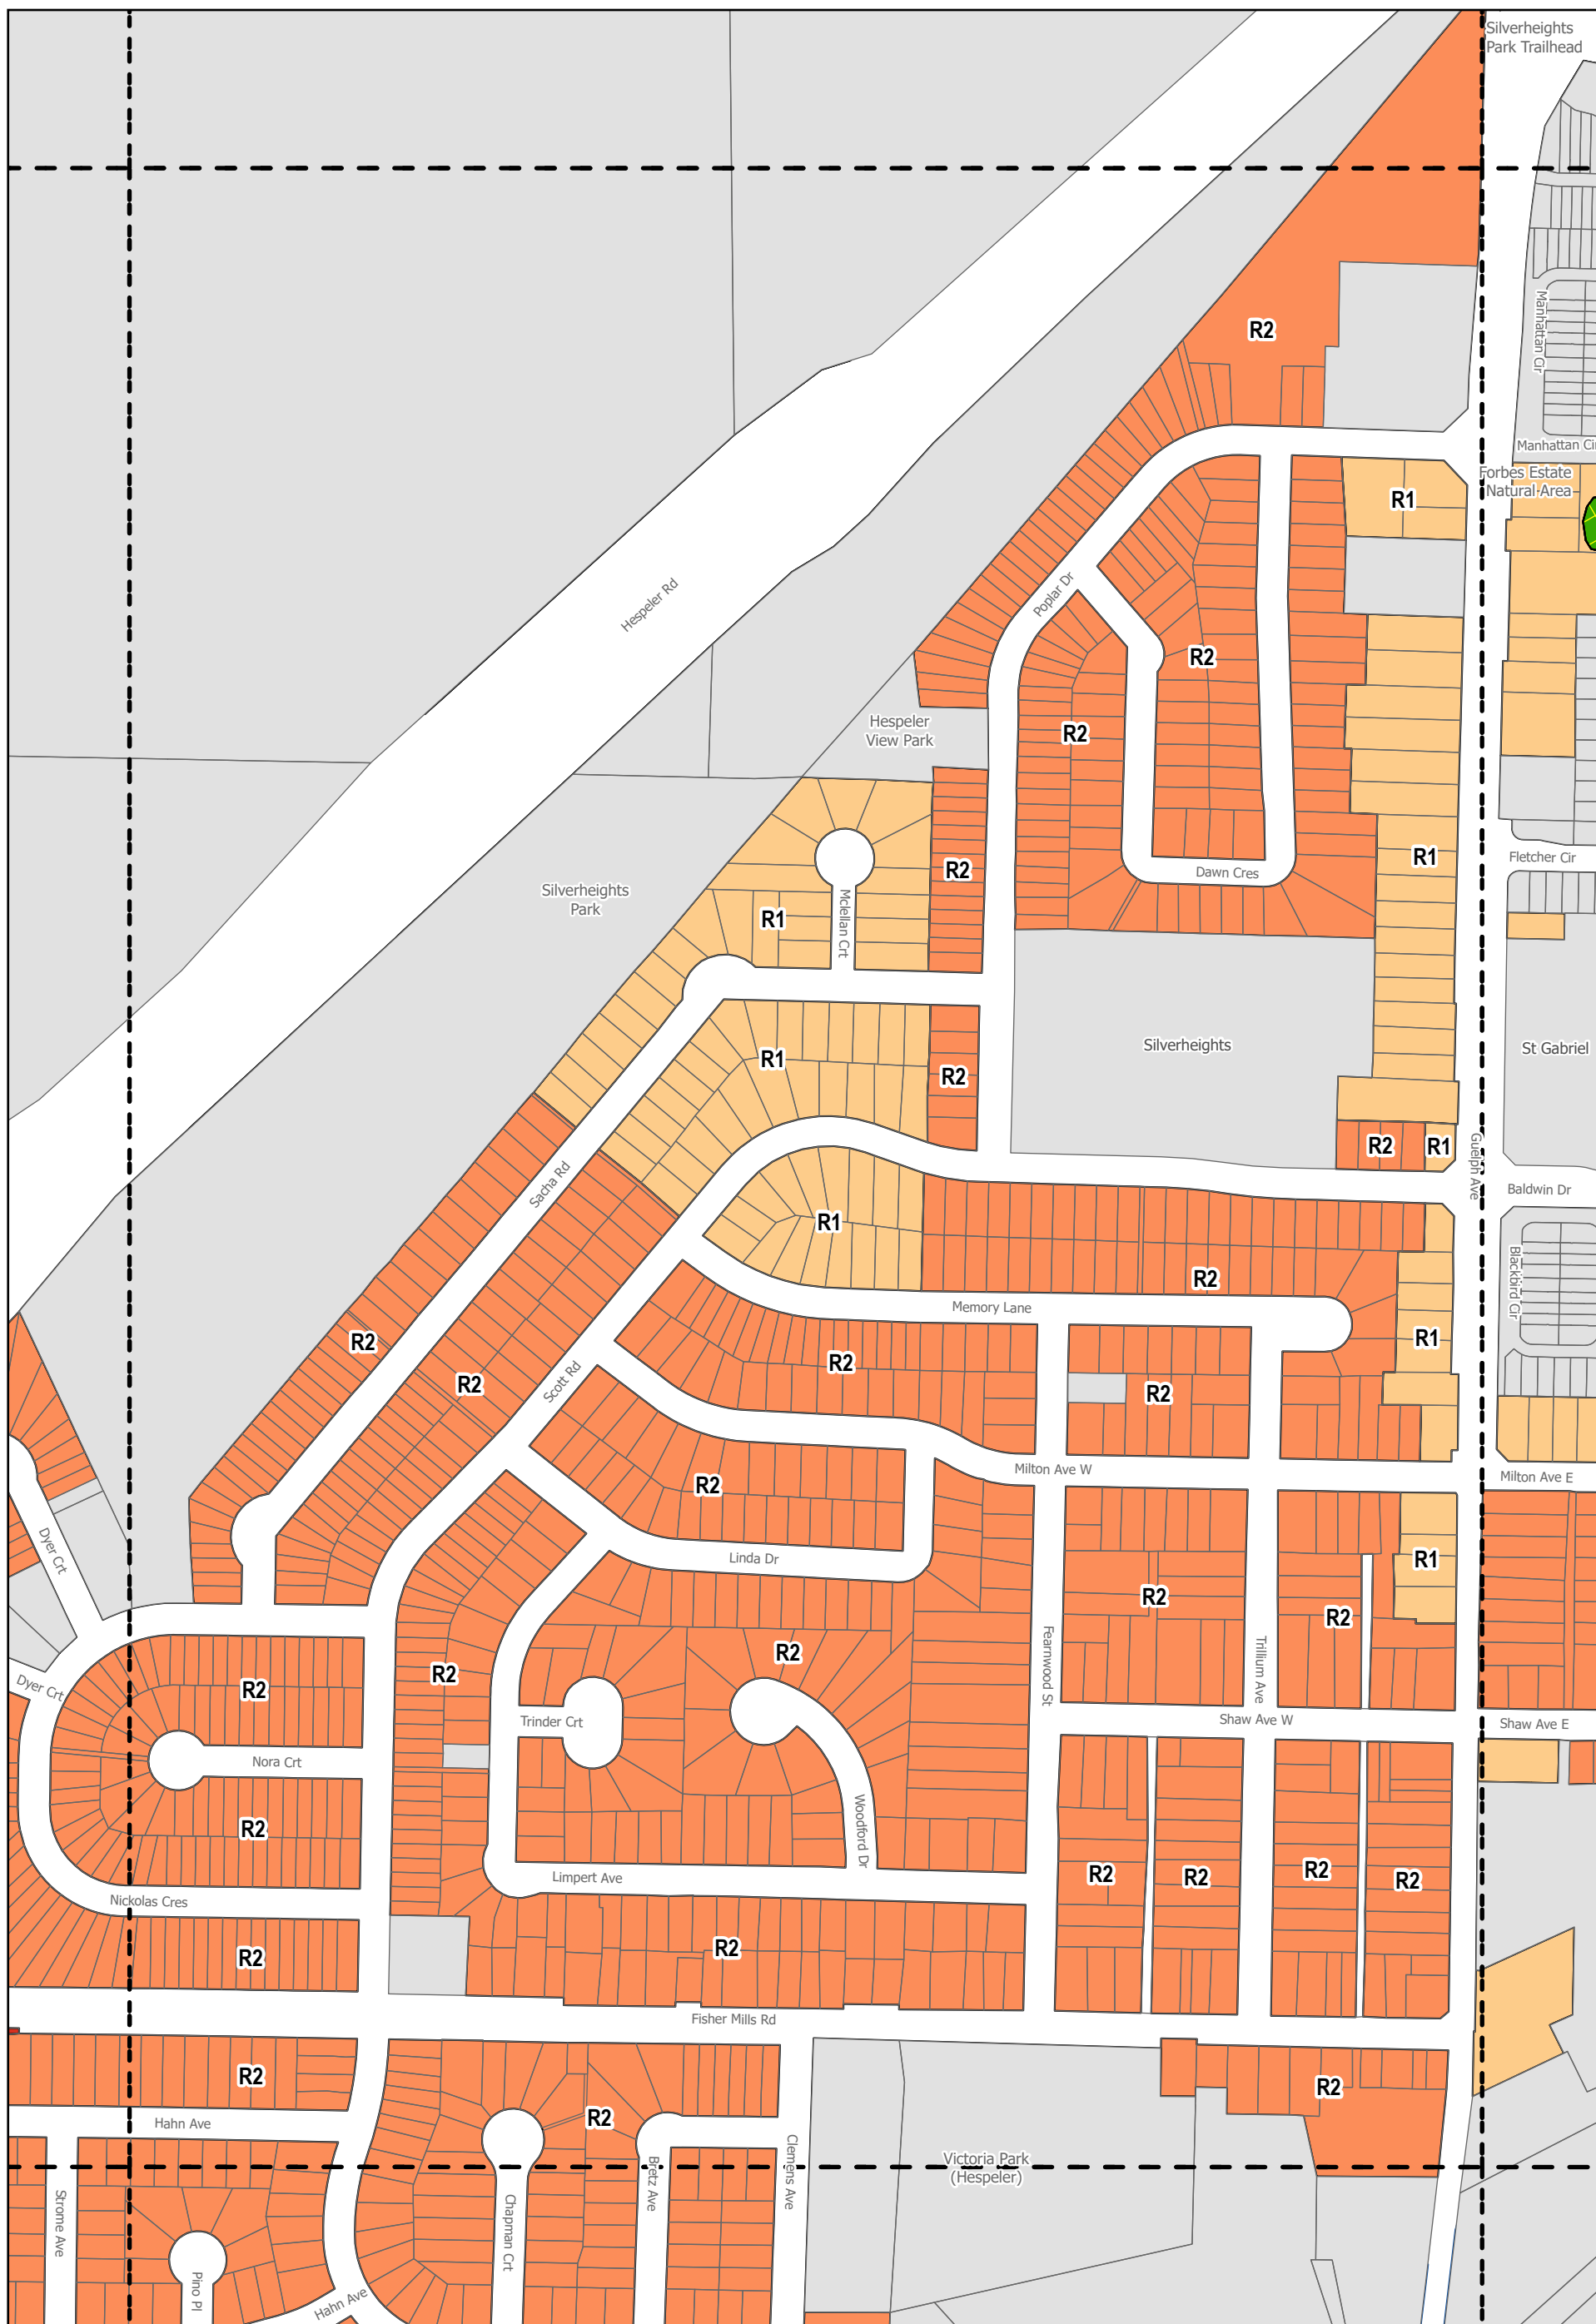 Silverheights
Park Trailhead
Manhattan Cir
R2
Manhattan Cir
Forbes Estate
Natural Area
R1
Hespeler Rd
Poplar Dr
R2
Hespeler
View Park
R2
R1
Fletcher Cir
R2
Dawn Cres
Silverheights
Park
R1
Mclellan Crt
Silverheights
St Gabriel
R1
R2
R2
R1
Guelph Ave
Sacha Rd
Baldwin Dr
R1
R2
Blackbird Cir
Memory Lane
R2
R1
R2
R2
Scott Rd
R2
R2
Milton Ave W
Milton Ave E
R2
Dyer Crt
Linda Dr
R1
R2
R2
R2
Fearnwood St
Trillium Ave
R2
Dyer Crt
R2
Trinder Crt
Shaw Ave W
Shaw Ave E
Nora Crt
R2
Woodford Dr
R2
R2
R2
R2
Limpert Ave
Nickolas Cres
R2
R2
Fisher Mills Rd
R2
R2
Hahn Ave
R2
Victoria Park
(Hespeler)
Clemens Ave
Bretz Ave
Strome Ave
Chapman Crt
Pino Pl
Hahn Ave